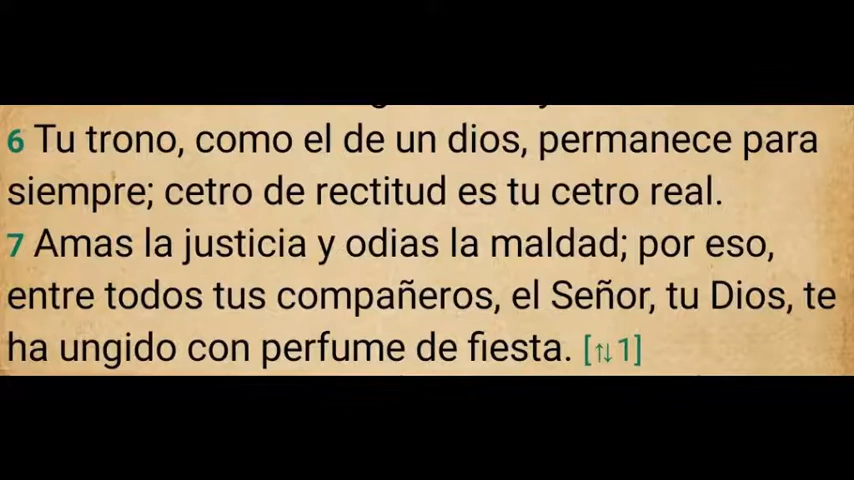 6 Tu trono, como el de un dios, permanece para
siempre; cetro de rectitud es tu cetro real.
7 Amas la justicia y odias la maldad; por eso,
entre todos tus compañeros, el Señor, tu Dios, te
ha ungido con perfume de fiesta. [⇅1]